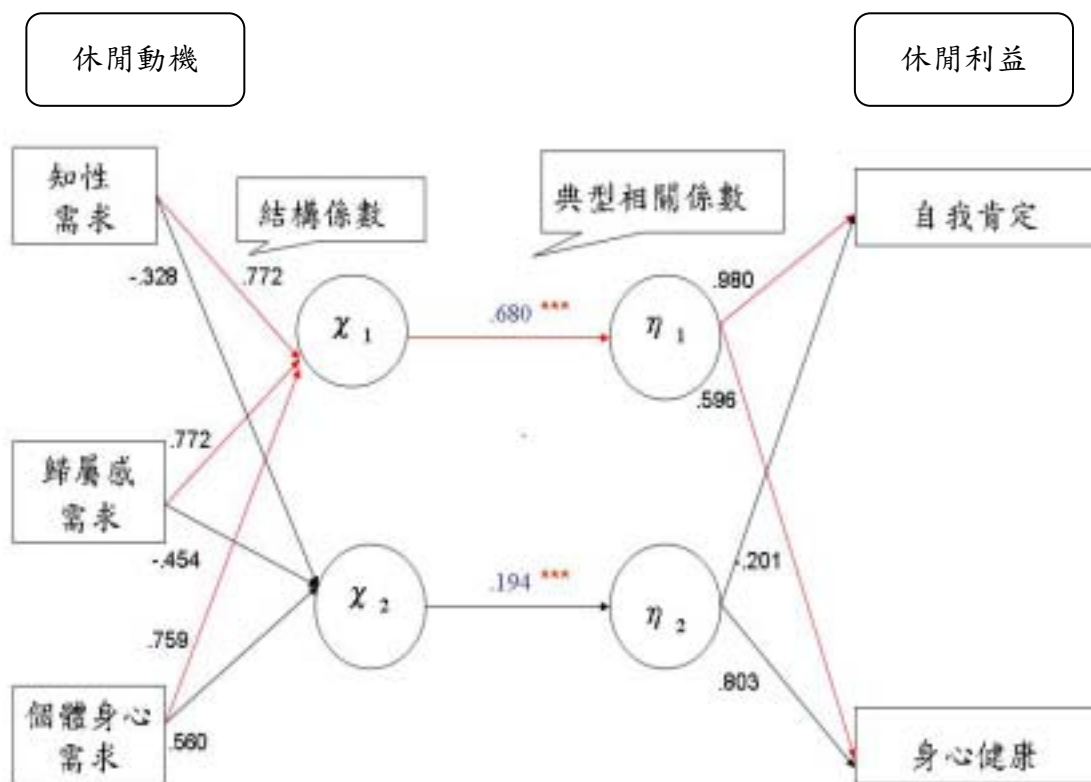 休閒動機
休閒利益
知性
需求
結構係數
典型相關係數
自我肯定
-.328
.772
.980
χ 1
.680 ***
η 1
.596
.772
歸屬感
需求
-.454
χ 2
.194 ***
η 2
-.201
.759
.803
個體身心
需求
.560
身心健康